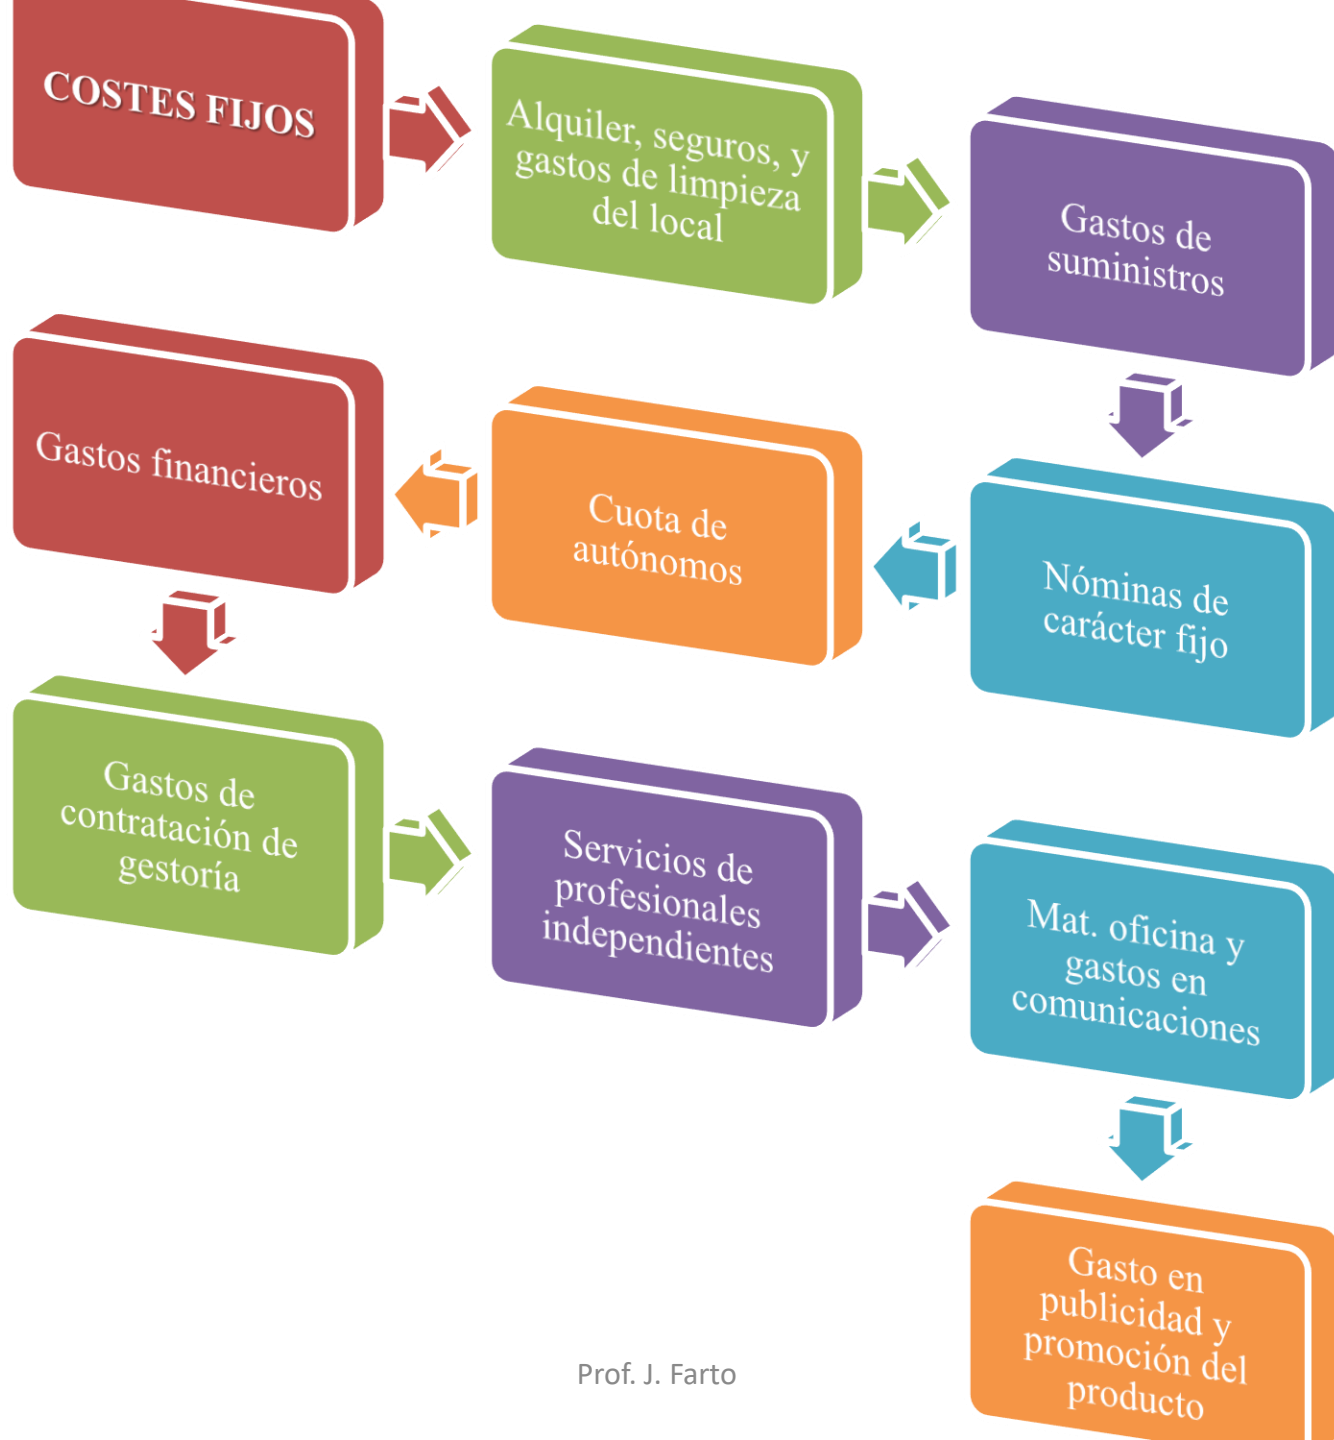 COSTES FIJOS
Alquiler, seguros, y
gastos de limpieza
del local
Gastos de
suministros
Nóminas de
carácter fijo
Cuota de
autónomos
Gastos financieros
Gastos de
contratación de
gestoría
Servicios de
profesionales
independientes
Mat. oficina y
gastos en
comunicaciones
Gasto en
publicidad y
promoción del
producto
Prof. J. Farto